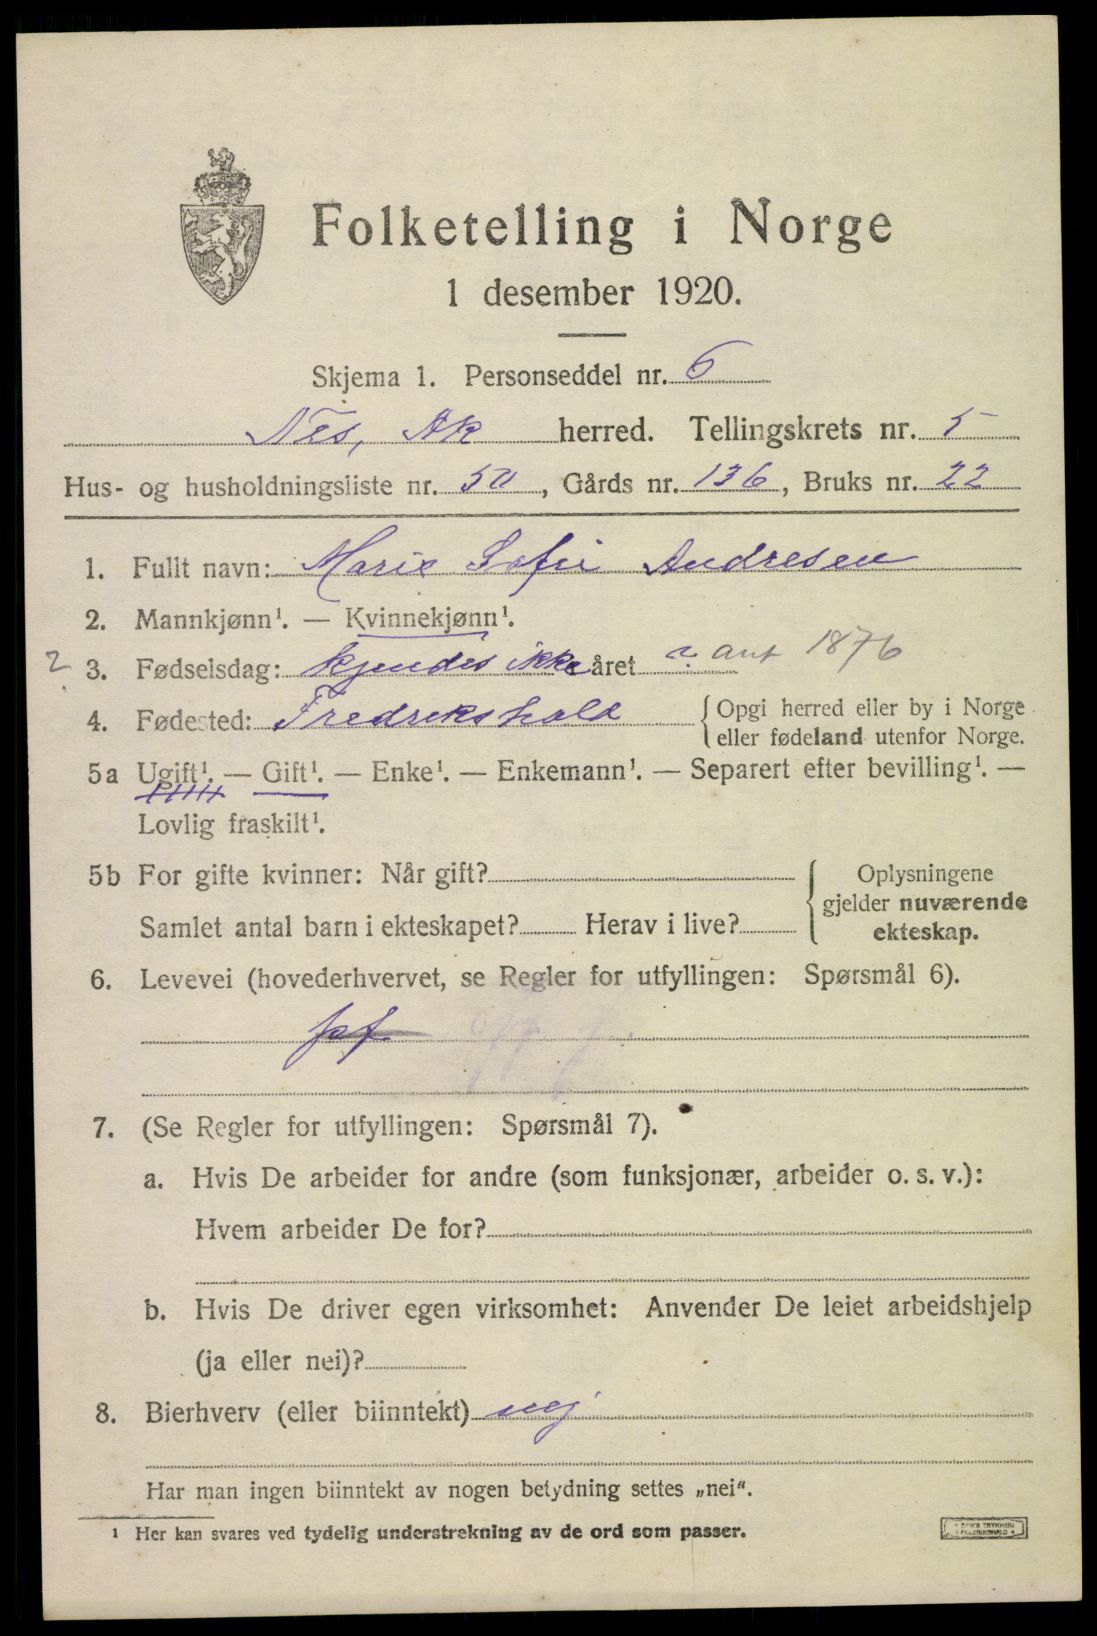 Folketelling i Norge
1 desember 1920.
Skjema 1. Personseddel nr. 6
Nes, Ak herred. Tellingskrets nr. 5
Hus- og husholdningsliste nr. 50, Gårds nr. 136, Bruks nr. 22
1. Fullt navn: Marie Sofie Andresen
2. Mannkjønn¹. — Kvinnekjønn¹.
2 3. Fødselsdag: kjendes ikke året ? ant 1876
4. Fødested: Fredrikshald { Opgi herred eller by i Norge
eller fødeland utenfor Norge.
5a Ugift¹. — Gift¹. — Enke¹. — Enkemann¹. — Separert efter bevilling¹. —
Lovlig fraskilt¹.
5b For gifte kvinner: Når gift? { Oplysningene
gjelder nuværende
Samlet antal barn i ekteskapet? Herav i live? ekteskap.
6. Levevei (hovederhvervet, se Regler for utfyllingen: Spørsmål 6).
7. (Se Regler for utfyllingen: Spørsmål 7).
a. Hvis De arbeider for andre (som funksjonær, arbeider o. s. v.):
Hvem arbeider De for?
b. Hvis De driver egen virksomhet: Anvender De leiet arbeidshjelp
(ja eller nei)?
8. Bierhverv (eller biinntekt) nej
Har man ingen biinntekt av nogen betydning settes „nei".
¹ Her kan svares ved tydelig understrekning av de ord som passer.